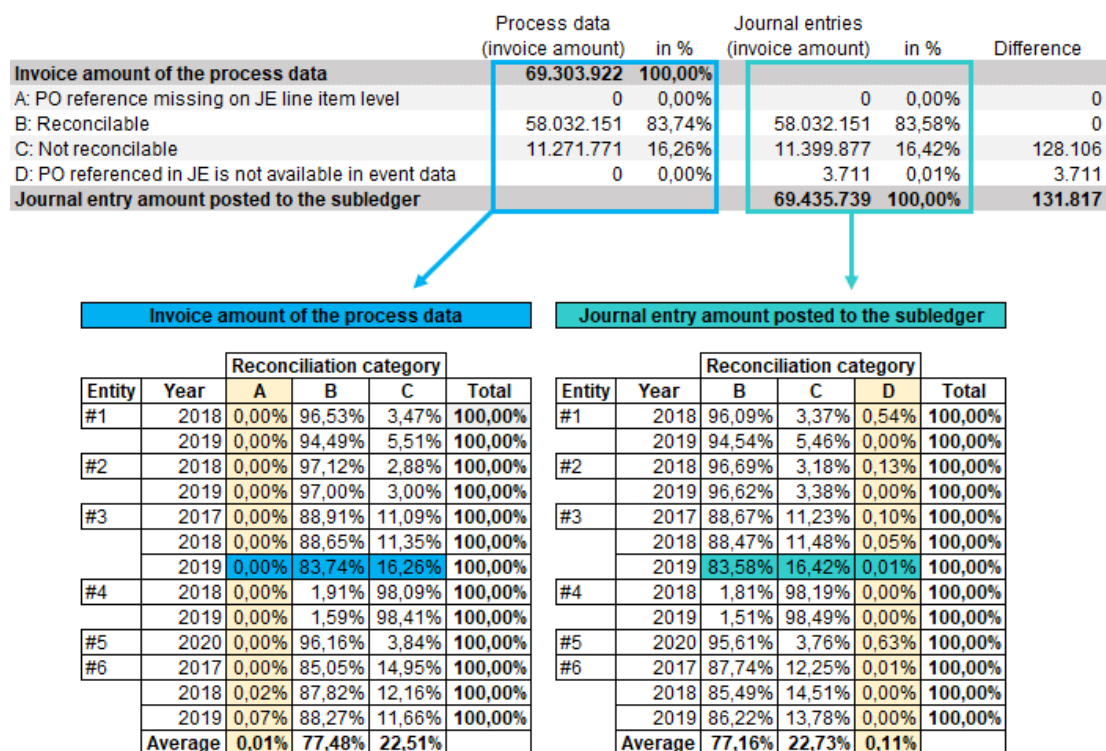 Process data Journal entries
(invoice amount) in % (invoice amount) in % Difference
Invoice amount of the process data 69.303.922 100,00%
A: PO reference missing on JE line item level 0 0,00% 0 0,00% 0
B: Reconcilable 58.032.151 83,74% 58.032.151 83,58% 0
C: Not reconcilable 11.271.771 16,26% 11.399.877 16,42% 128.106
D: PO referenced in JE is not available in event data 0 0,00% 3.711 0,01% 3.711
Journal entry amount posted to the subledger 69.435.739 100,00% 131.817
Invoice amount of the process data
Reconciliation category
Entity Year A B C Total
#1 2018 0,00% 96,53% 3,47% 100,00%
2019 0,00% 94,49% 5,51% 100,00%
#2 2018 0,00% 97,12% 2,88% 100,00%
2019 0,00% 97,00% 3,00% 100,00%
#3 2017 0,00% 88,91% 11,09% 100,00%
2018 0,00% 88,65% 11,35% 100,00%
2019 0,00% 83,74% 16,26% 100,00%
#4 2018 0,00% 1,91% 98,09% 100,00%
2019 0,00% 1,59% 98,41% 100,00%
#5 2020 0,00% 96,16% 3,84% 100,00%
#6 2017 0,00% 85,05% 14,95% 100,00%
2018 0,02% 87,82% 12,16% 100,00%
2019 0,07% 88,27% 11,66% 100,00%
Average 0,01% 77,48% 22,51%
Journal entry amount posted to the subledger
Reconciliation category
Entity Year B C D Total
#1 2018 96,09% 3,37% 0,54% 100,00%
2019 94,54% 5,46% 0,00% 100,00%
#2 2018 96,69% 3,18% 0,13% 100,00%
2019 96,62% 3,38% 0,00% 100,00%
#3 2017 88,67% 11,23% 0,10% 100,00%
2018 88,47% 11,48% 0,05% 100,00%
2019 83,58% 16,42% 0,01% 100,00%
#4 2018 1,81% 98,19% 0,00% 100,00%
2019 1,51% 98,49% 0,00% 100,00%
#5 2020 95,61% 3,76% 0,63% 100,00%
#6 2017 87,74% 12,25% 0,01% 100,00%
2018 85,49% 14,51% 0,00% 100,00%
2019 86,22% 13,78% 0,00% 100,00%
Average 77,16% 22,73% 0,11%